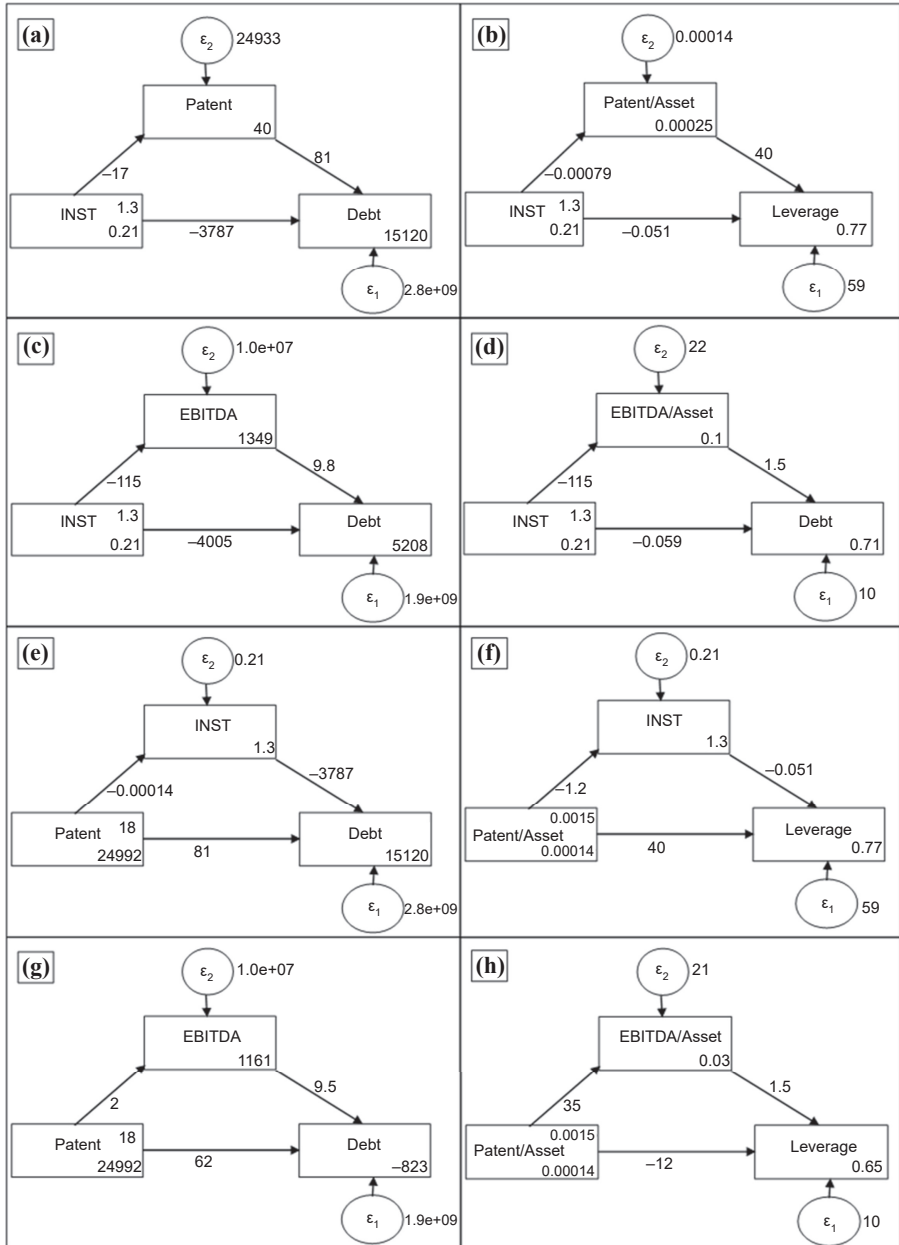 (a)
ε2 24933
Patent
40
–17
81
INST 1.3
0.21
–3787
Debt
15120
ε1 2.8e+09
(b)
ε2 0.00014
Patent/Asset
0.00025
–0.00079
40
INST 1.3
0.21
–0.051
Leverage
0.77
ε1 59
(c)
ε2 1.0e+07
EBITDA
1349
–115
9.8
INST 1.3
0.21
–4005
Debt
5208
ε1 1.9e+09
(d)
ε2 22
EBITDA/Asset
0.1
–115
1.5
INST 1.3
0.21
–0.059
Debt
0.71
ε1 10
(e)
ε2 0.21
INST
1.3
–0.00014
–3787
Patent 18
24992
81
Debt
15120
ε1 2.8e+09
(f)
ε2 0.21
INST
1.3
–1.2
–0.051
0.0015
Patent/Asset
0.00014
40
Leverage
0.77
ε1 59
(g)
ε2 1.0e+07
EBITDA
1161
2
9.5
Patent 18
24992
62
Debt
–823
ε1 1.9e+09
(h)
ε2 21
EBITDA/Asset
0.03
35
1.5
0.0015
Patent/Asset
0.00014
–12
Leverage
0.65
ε1 10